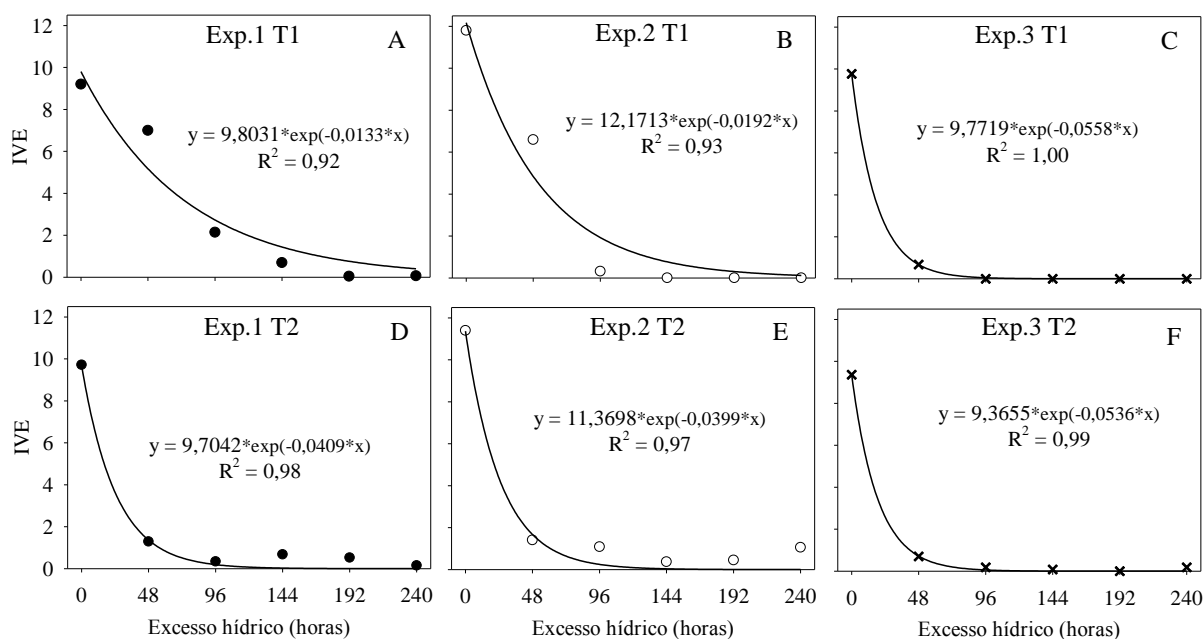 Exp.1 T1
A
y = 9,8031*exp(-0,0133*x)
R² = 0,92
IVE
12
10
8
6
4
2
0
Exp.2 T1
B
y = 12,1713*exp(-0,0192*x)
R² = 0,93
Exp.3 T1
C
y = 9,7719*exp(-0,0558*x)
R² = 1,00
Exp.1 T2
D
y = 9,7042*exp(-0,0409*x)
R² = 0,98
IVE
12
10
8
6
4
2
0
0 48 96 144 192 240
Excesso hídrico (horas)
Exp.2 T2
E
y = 11,3698*exp(-0,0399*x)
R² = 0,97
0 48 96 144 192 240
Excesso hídrico (horas)
Exp.3 T2
F
y = 9,3655*exp(-0,0536*x)
R² = 0,99
0 48 96 144 192 240
Excesso hídrico (horas)